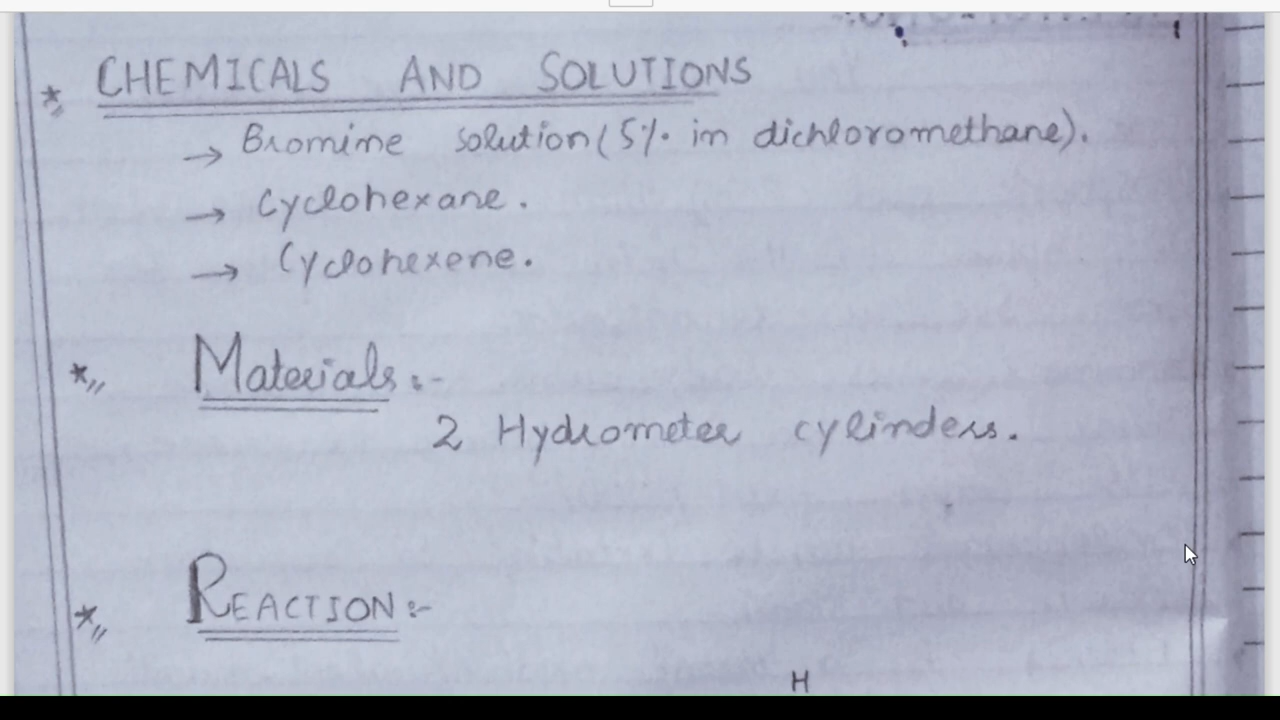 * CHEMICALS AND SOLUTIONS
→ Bromine solution (5% in dichloromethane).
→ Cyclohexane.
→ Cyclohexene.
* Materials :-
2 Hydrometer cylinders.
* REACTION :-
H